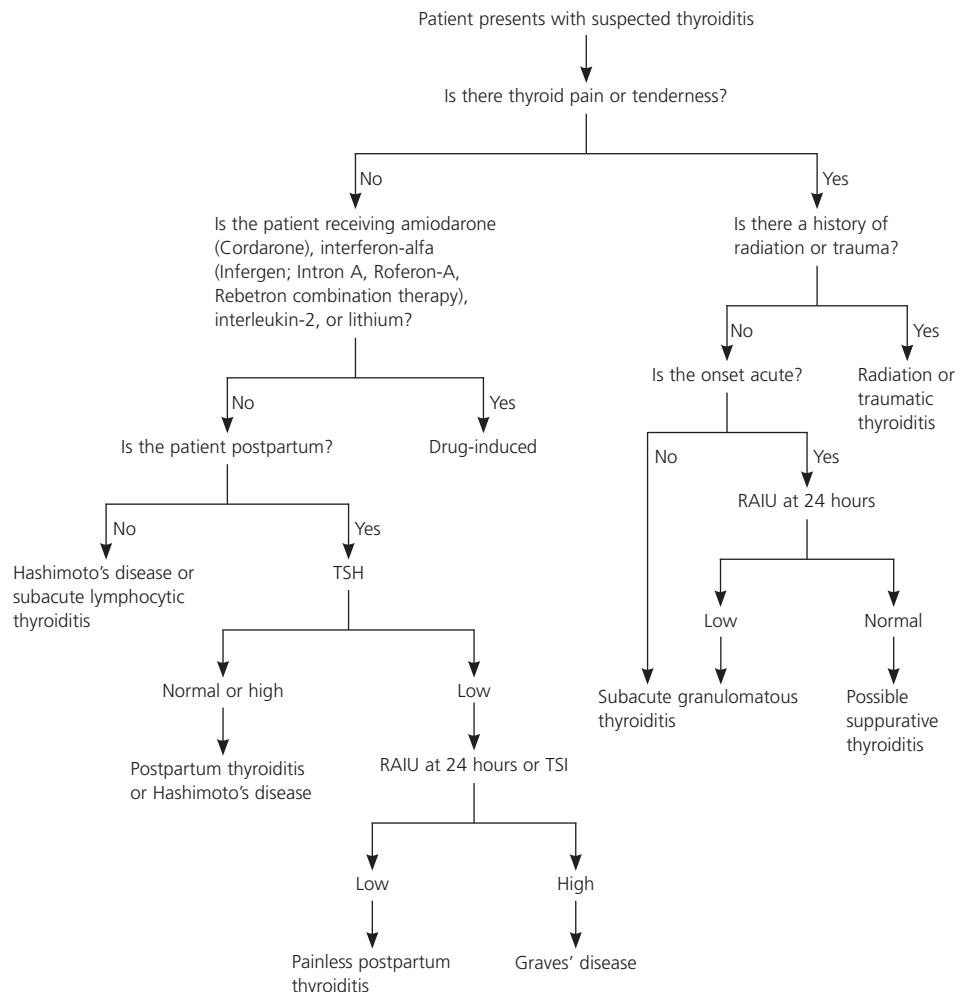 Patient presents with suspected thyroiditis
Is there thyroid pain or tenderness?
No
Yes
Is the patient receiving amiodarone
(Cordarone), interferon-alfa
(Infergen; Intron A, Roferon-A,
Rebetron combination therapy),
interleukin-2, or lithium?
Is there a history of
radiation or trauma?
No
Yes
Is the onset acute?
Radiation or
traumatic
thyroiditis
No
Yes
Is the patient postpartum?
Drug-induced
No
Yes
RAIU at 24 hours
No
Yes
Hashimoto's disease or
subacute lymphocytic
thyroiditis
TSH
Low
Normal
Normal or high
Low
Subacute granulomatous
thyroiditis
Possible
suppurative
thyroiditis
Postpartum thyroiditis
or Hashimoto's disease
RAIU at 24 hours or TSI
Low
High
Painless postpartum
thyroiditis
Graves' disease